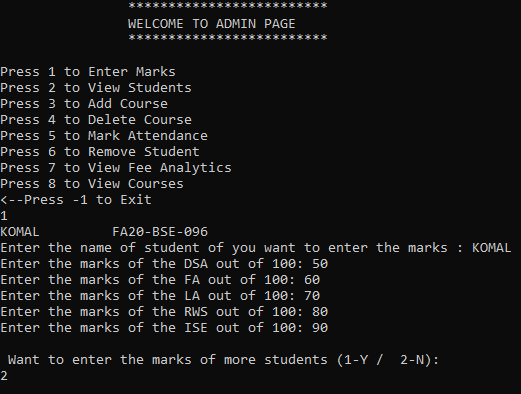 *************************
WELCOME TO ADMIN PAGE
*************************
Press 1 to Enter Marks
Press 2 to View Students
Press 3 to Add Course
Press 4 to Delete Course
Press 5 to Mark Attendance
Press 6 to Remove Student
Press 7 to View Fee Analytics
Press 8 to View Courses
<--Press -1 to Exit
1
KOMAL         FA20-BSE-096
Enter the name of student of you want to enter the marks : KOMAL
Enter the marks of the DSA out of 100: 50
Enter the marks of the FA out of 100: 60
Enter the marks of the LA out of 100: 70
Enter the marks of the RWS out of 100: 80
Enter the marks of the ISE out of 100: 90
Want to enter the marks of more students (1-Y /  2-N):
2